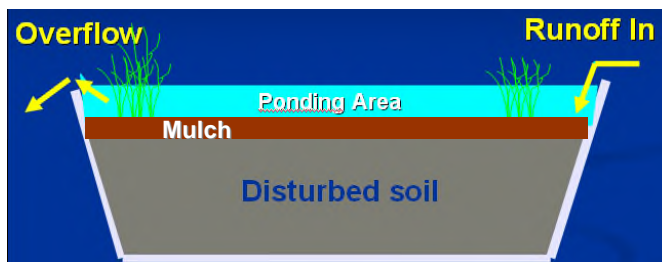 Overflow
Runoff In
Ponding Area
Mulch
Disturbed soil